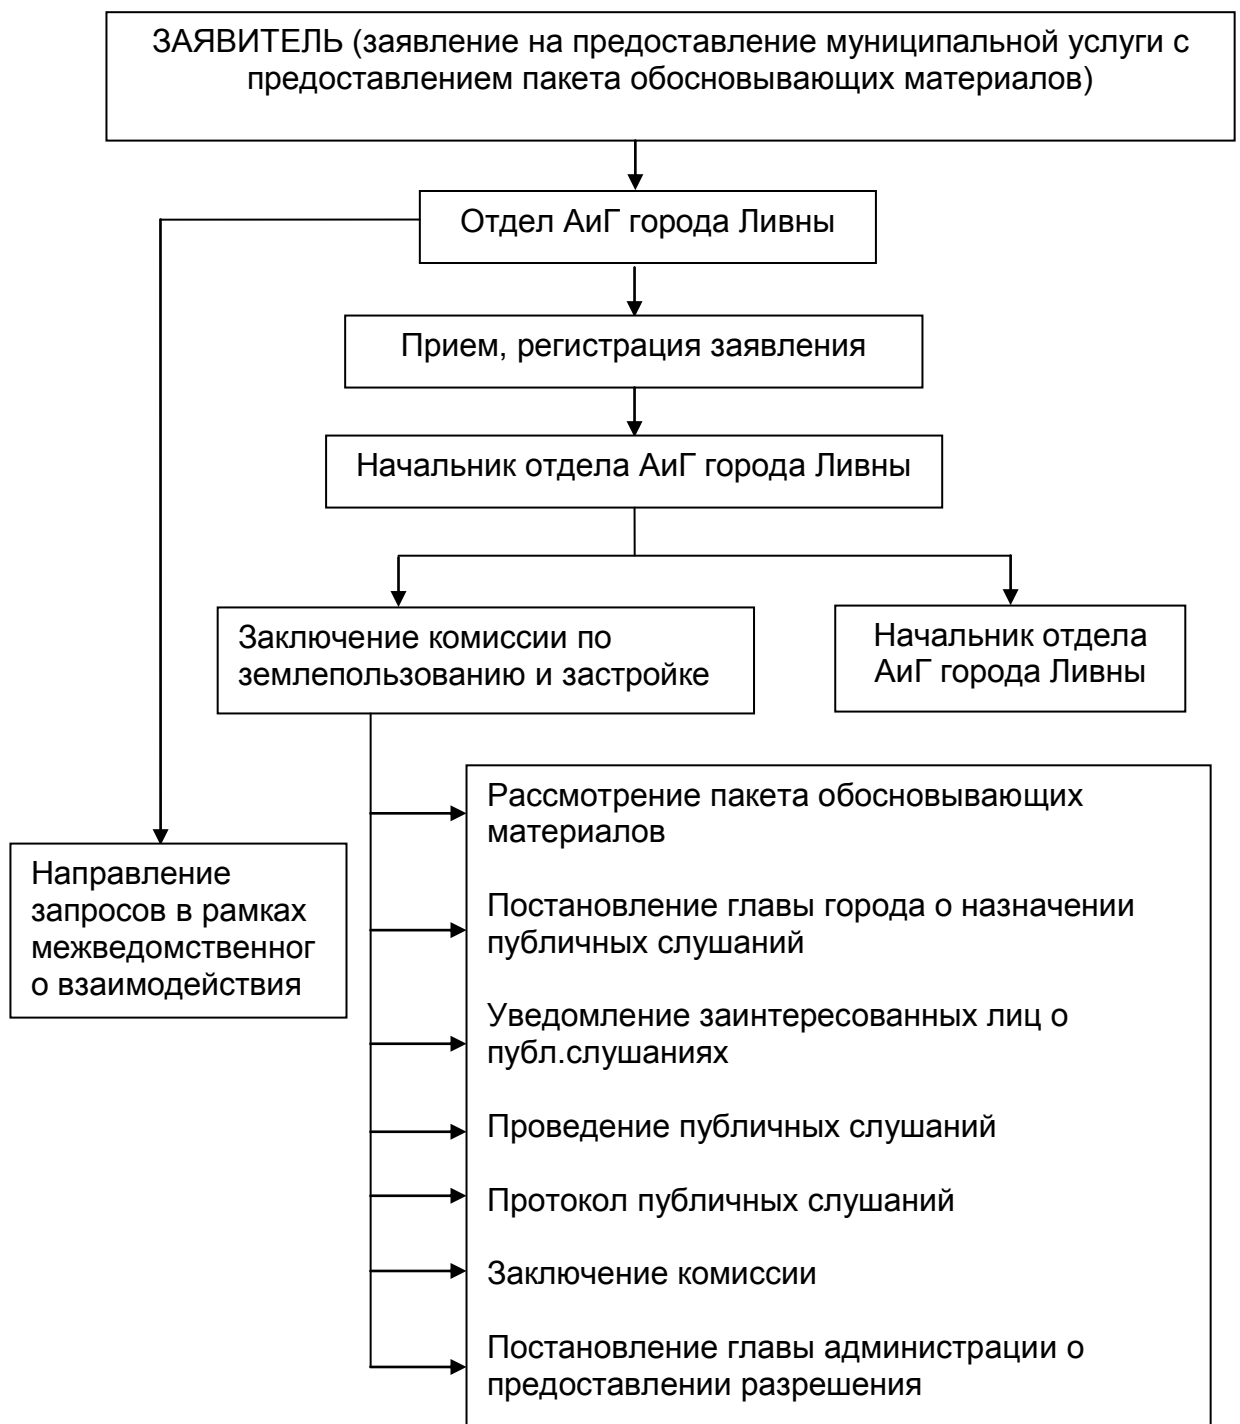 ЗАЯВИТЕЛЬ (заявление на предоставление муниципальной услуги с
предоставлением пакета обосновывающих материалов)
Отдел АиГ города Ливны
Прием, регистрация заявления
Начальник отдела АиГ города Ливны
Заключение комиссии по
землепользованию и застройке
Начальник отдела
АиГ города Ливны
Направление
запросов в рамках
межведомственног
о взаимодействия
Рассмотрение пакета обосновывающих
материалов
Постановление главы города о назначении
публичных слушаний
Уведомление заинтересованных лиц о
публ.слушаниях
Проведение публичных слушаний
Протокол публичных слушаний
Заключение комиссии
Постановление главы администрации о
предоставлении разрешения